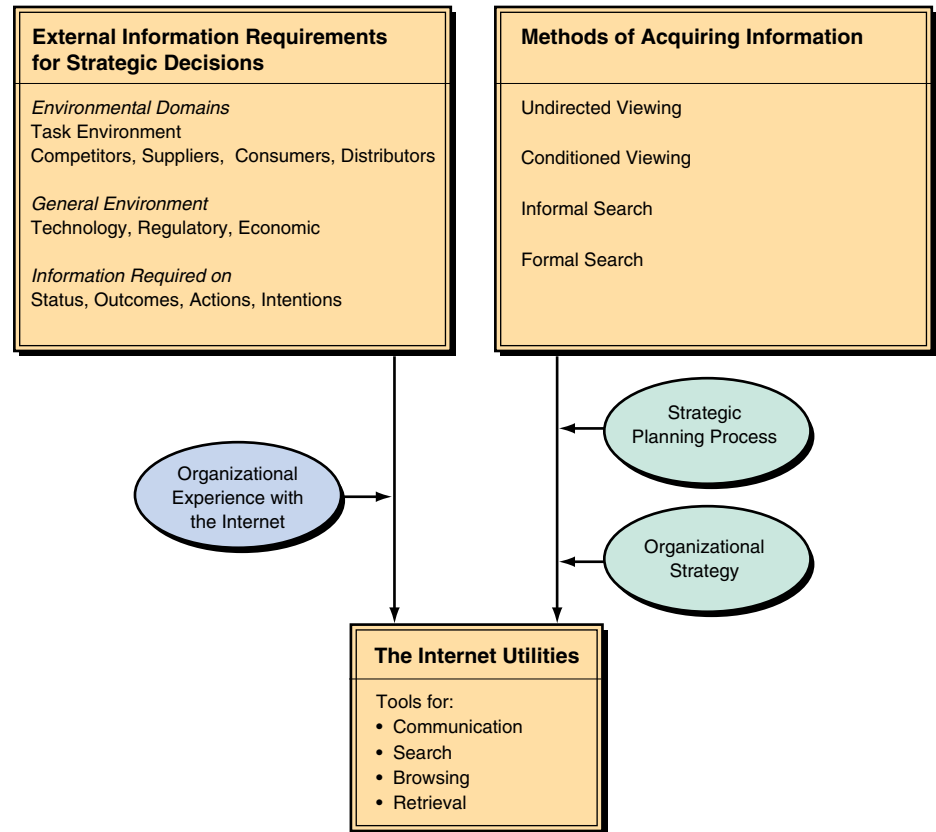 External Information Requirements
for Strategic Decisions
Environmental Domains
Task Environment
Competitors, Suppliers, Consumers, Distributors
General Environment
Technology, Regulatory, Economic
Information Required on
Status, Outcomes, Actions, Intentions
Methods of Acquiring Information
Undirected Viewing
Conditioned Viewing
Informal Search
Formal Search
Strategic
Planning Process
Organizational
Experience with
the Internet
Organizational
Strategy
The Internet Utilities
Tools for:
• Communication
• Search
• Browsing
• Retrieval